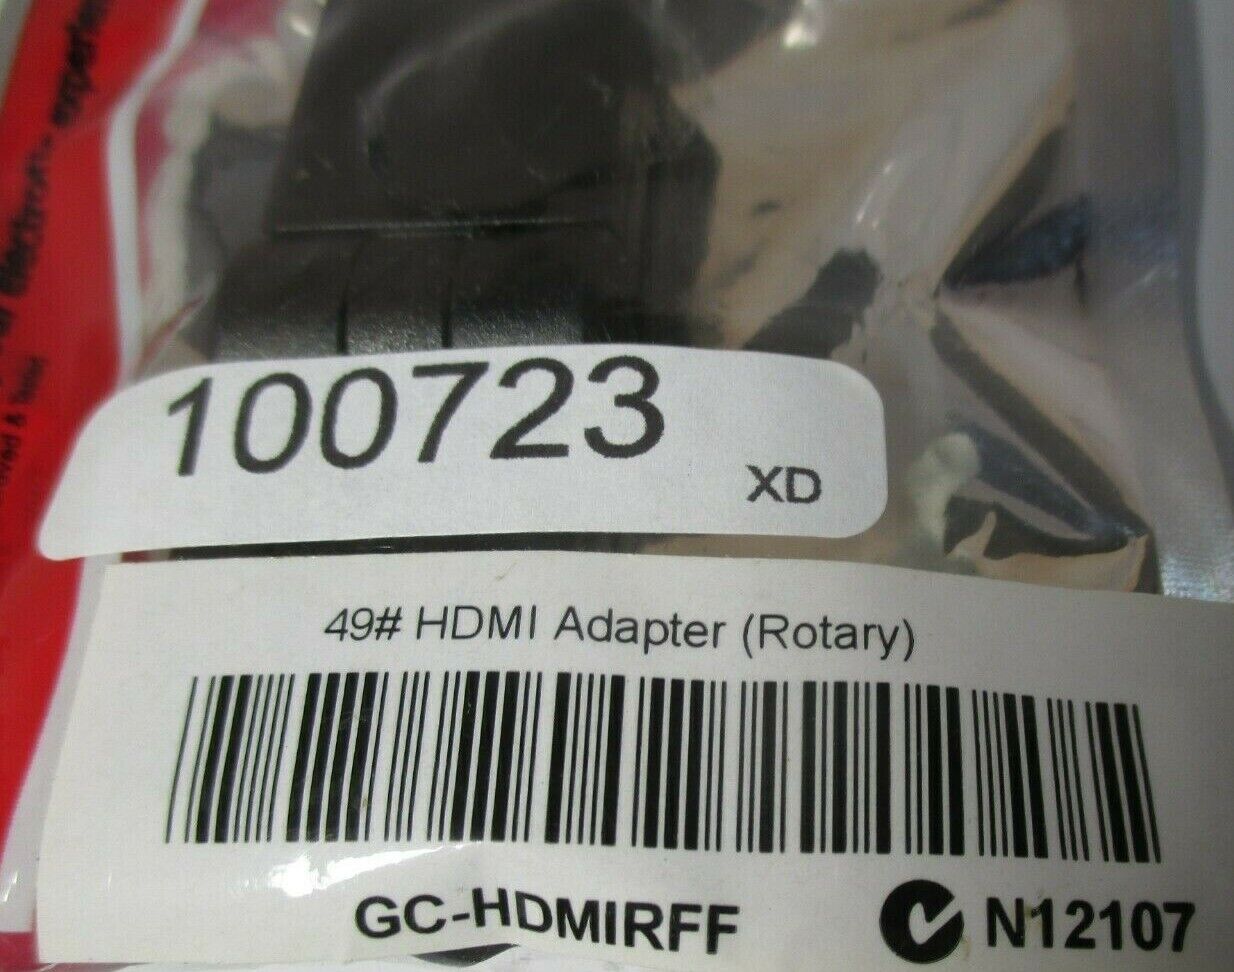 100723
XD
49# HDMI Adapter (Rotary)
GC-HDMIRFF
N12107